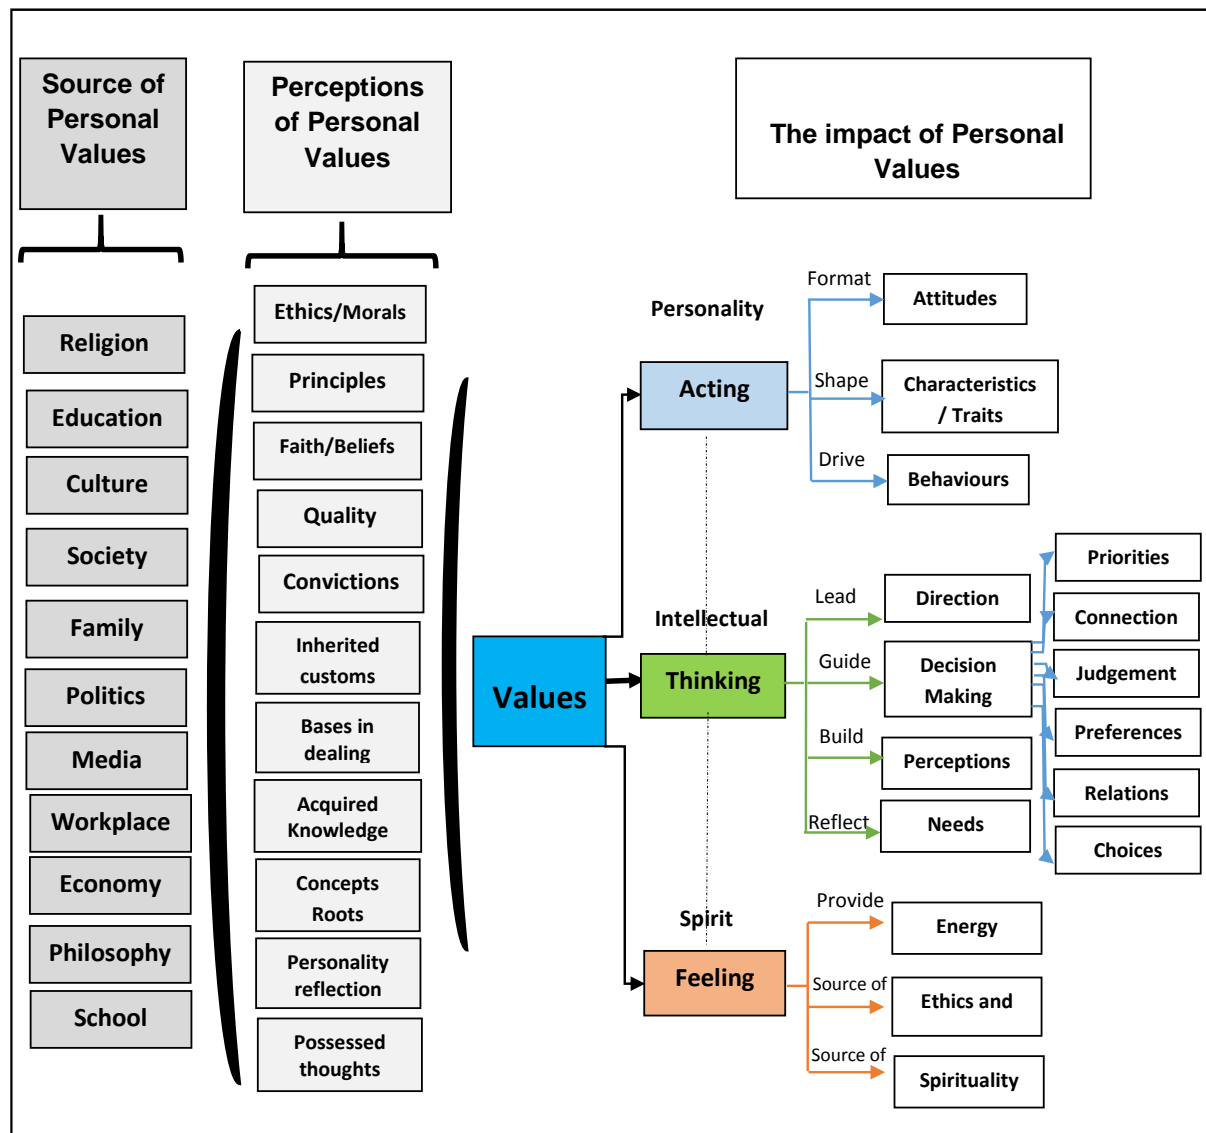 Source of
Personal
Values
Perceptions
of Personal
Values
The impact of Personal
Values
Religion
Education
Culture
Society
Family
Politics
Media
Workplace
Economy
Philosophy
School
Ethics/Morals
Principles
Faith/Beliefs
Quality
Convictions
Inherited
customs
Bases in
dealing
Acquired
Knowledge
Concepts
Roots
Personality
reflection
Possessed
thoughts
Values
Personality
Acting
Format
Attitudes
Shape
Characteristics
/ Traits
Drive
Behaviours
Intellectual
Thinking
Lead
Direction
Guide
Decision
Making
Build
Perceptions
Reflect
Needs
Priorities
Connection
Judgement
Preferences
Relations
Choices
Spirit
Feeling
Provide
Energy
Source of
Ethics and
Source of
Spirituality